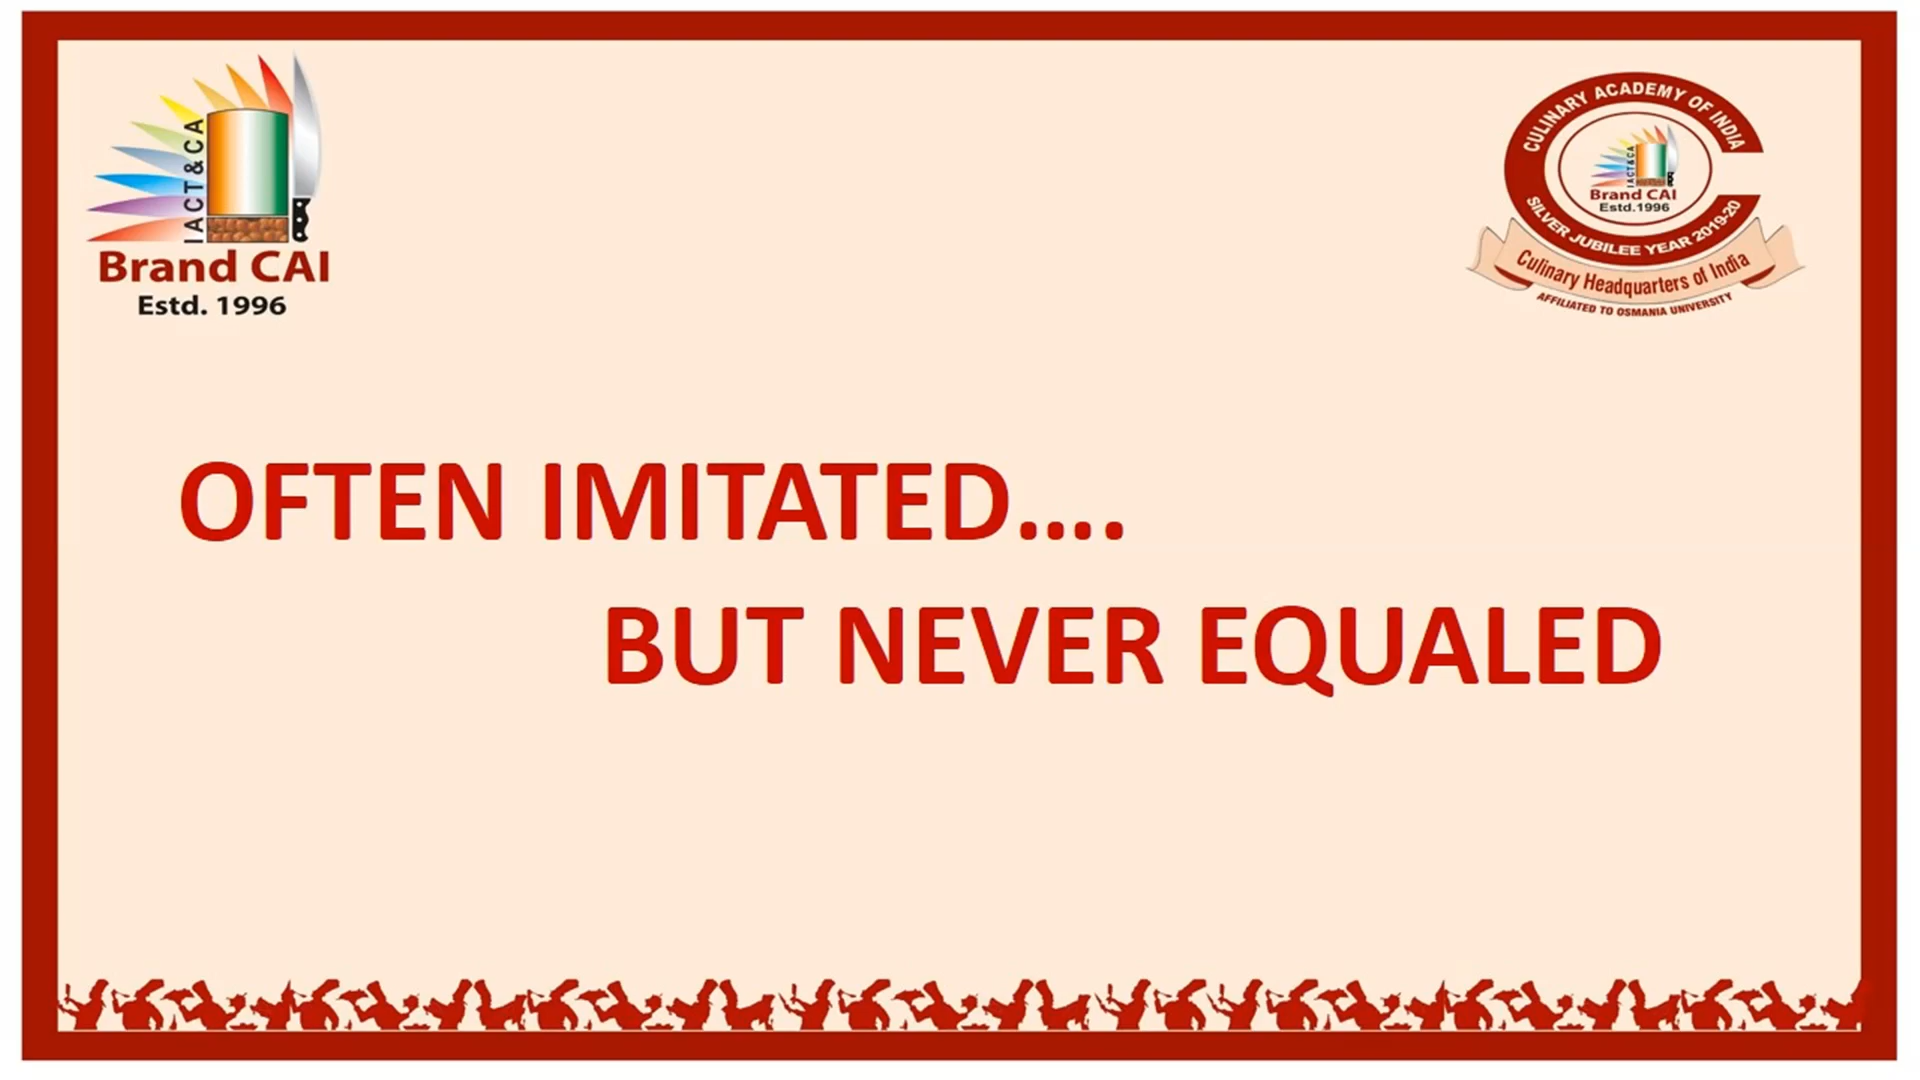 IACT&CA
Brand CAI
Estd. 1996
CULINARY ACADEMY OF INDIA
IACT&CA
Brand CAI
Estd.1996
SILVER JUBILEE YEAR 2019-20
Culinary Headquarters of India
AFFILIATED TO OSMANIA UNIVERSITY
OFTEN IMITATED....
BUT NEVER EQUALED